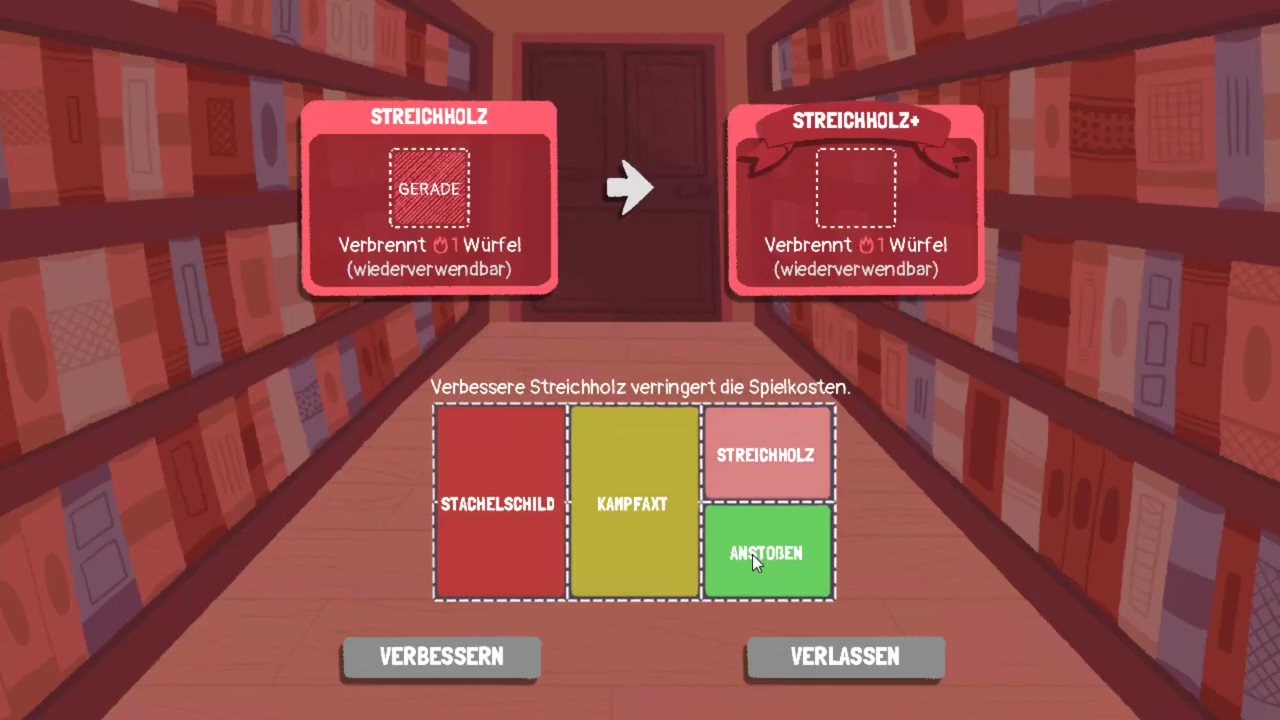 STREICHHOLZ
GERADE
Verbrennt 1 Würfel
(wiederverwendbar)
STREICHHOLZ+
Verbrennt 1 Würfel
(wiederverwendbar)
Verbessere Streichholz verringert die Spielkosten.
STACHELSCHILD
KAMPFAXT
STREICHHOLZ
ANSTOßEN
VERBESSERN
VERLASSEN